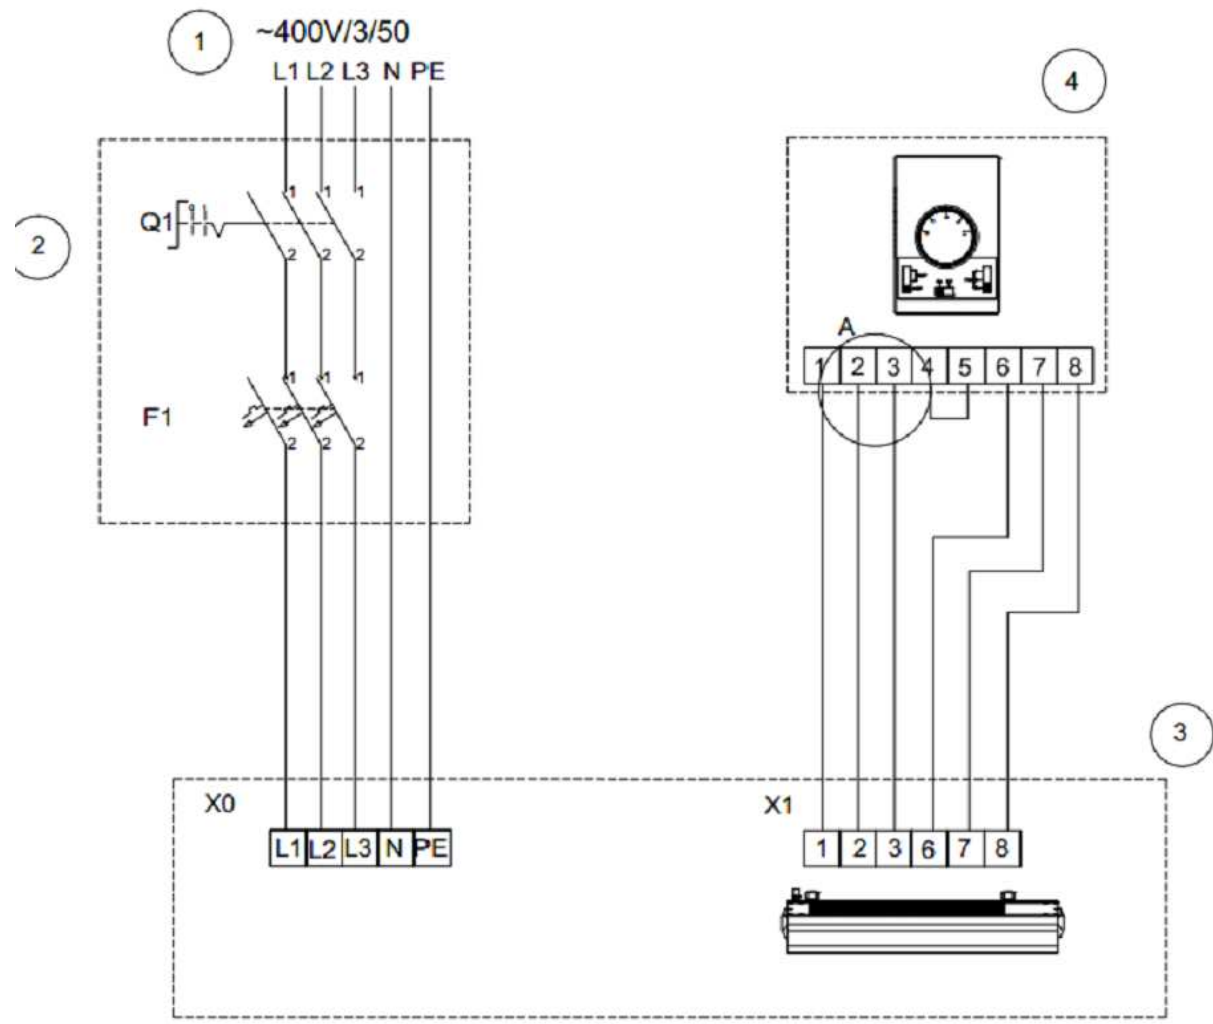 1 ~400V/3/50
L1 L2 L3 N PE
4
2
Q1
1 1 1
2 2 2
A
1 2 3 4 5 6 7 8
F1
1 1 1
2 2 2
3
X0
X1
L1 L2 L3 N PE
1 2 3 6 7 8